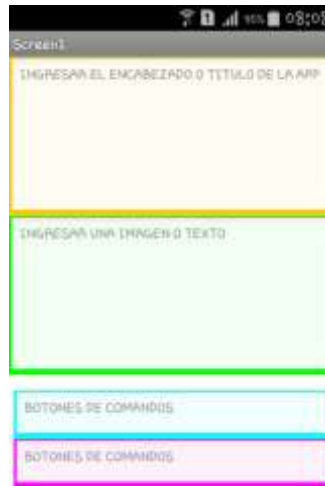 08:08
Screen1
INGRESAR EL ENCABEZADO O TITULO DE LA APP
INGRESAR UNA IMAGEN O TEXTO
BOTONES DE COMANDOS
BOTONES DE COMANDOS